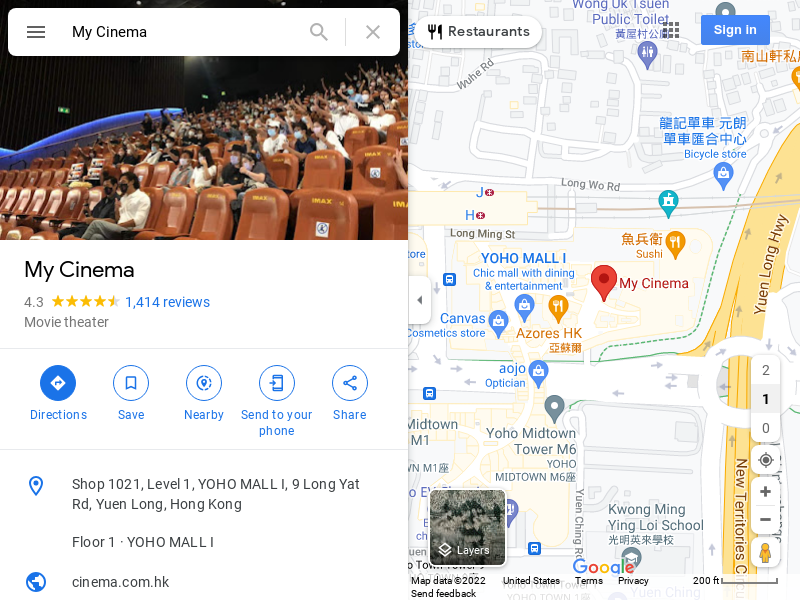 My Cinema
IMAX
My Cinema
4.3
1,414 reviews
Movie theater
Directions
Save
Nearby
Send to your
phone
Share
Shop 1021, Level 1, YOHO MALL I, 9 Long Yat
Rd, Yuen Long, Hong Kong
Floor 1 · YOHO MALL I
cinema.com.hk
Restaurants
Sign in
Wong Uk Tsuen
Public Toilet
黃屋村公廁
南山軒私房
Wuhe Rd
龍記單車 元朗
單車匯合中心
Bicycle store
Long Wo Rd
J
H
Long Ming St
魚兵衛
Sushi
YOHO MALL I
Chic mall with dining
& entertainment
My Cinema
Yuen Long Hwy
Canvas
Cosmetics store
Azores HK
亞蘇爾
aojo
Optician
2
1
0
Midtown
M1
Yoho Midtown
Tower M6
YOHO
MIDTOWN M6座
WN M1座
Yuen Ching Rd
New Territories C
Kwong Ming
Ying Loi School
光明英來學校
Layers
Google
Map data ©2022
United States
Terms
Privacy
200 ft
Send feedback